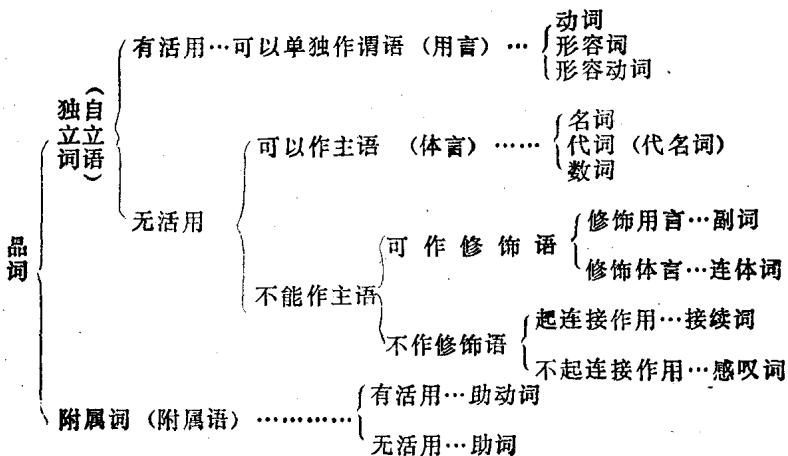 动词
有活用…可以单独作谓语（用言）…形容词
形容动词
独立词（自立语）
名词
可以作主语（体言）……代词（代名词）
数词
无活用
品词
修饰用言…副词
可作修饰语
修饰体言…连体词
不能作主语
起连接作用…接续词
不作修饰语
不起连接作用…感叹词
有活用…助动词
附属词（附属语）…………
无活用…助词